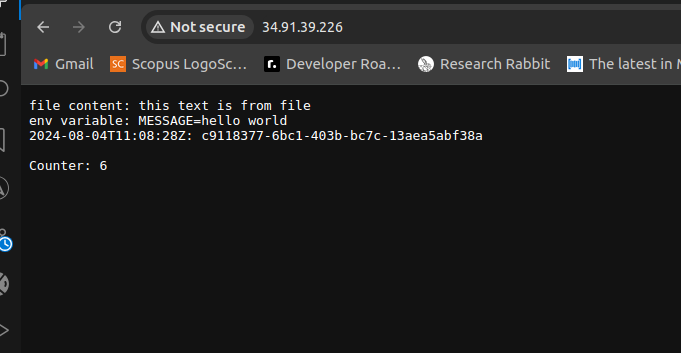 Not secure 34.91.39.226
Gmail SC Scopus LogoSc... r. Developer Roa... Research Rabbit The latest in M
file content: this text is from file
env variable: MESSAGE=hello world
2024-08-04T11:08:28Z: c9118377-6bc1-403b-bc7c-13aea5abf38a
Counter: 6